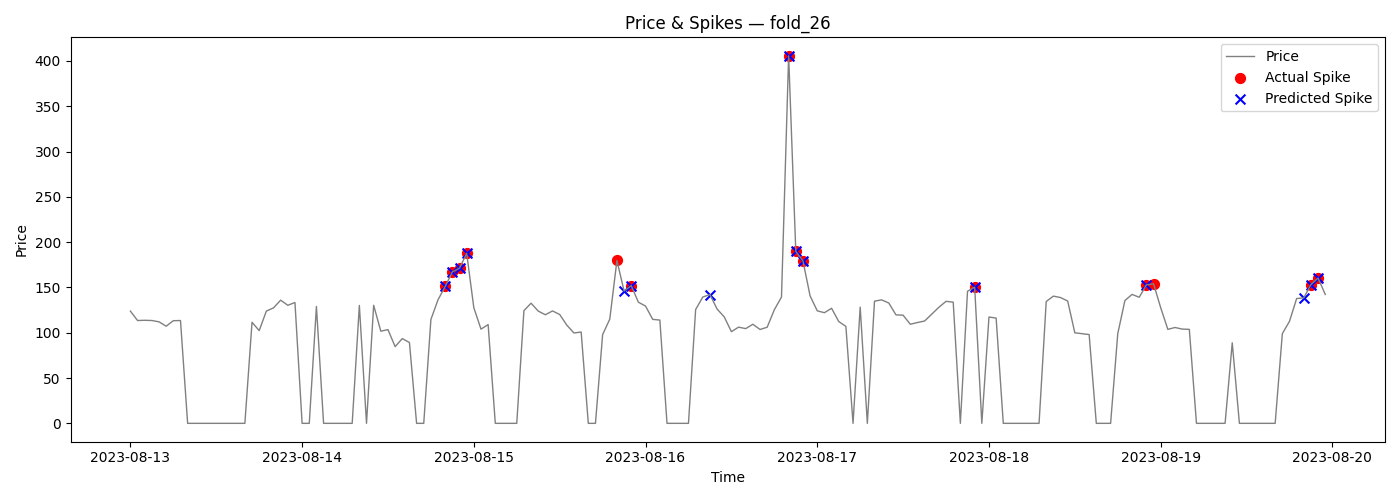 Price & Spikes — fold_26
Price
Actual Spike
Predicted Spike
400
350
300
250
200
150
100
50
0
Price
2023-08-13
2023-08-14
2023-08-15
2023-08-16
2023-08-17
2023-08-18
2023-08-19
2023-08-20
Time